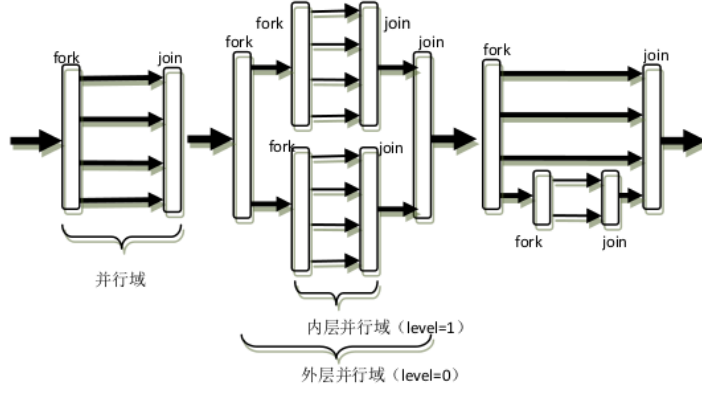 fork
join
fork
fork
join
join
fork
join
fork
join
fork
join
并行域
内层并行域（level=1）
外层并行域（level=0）